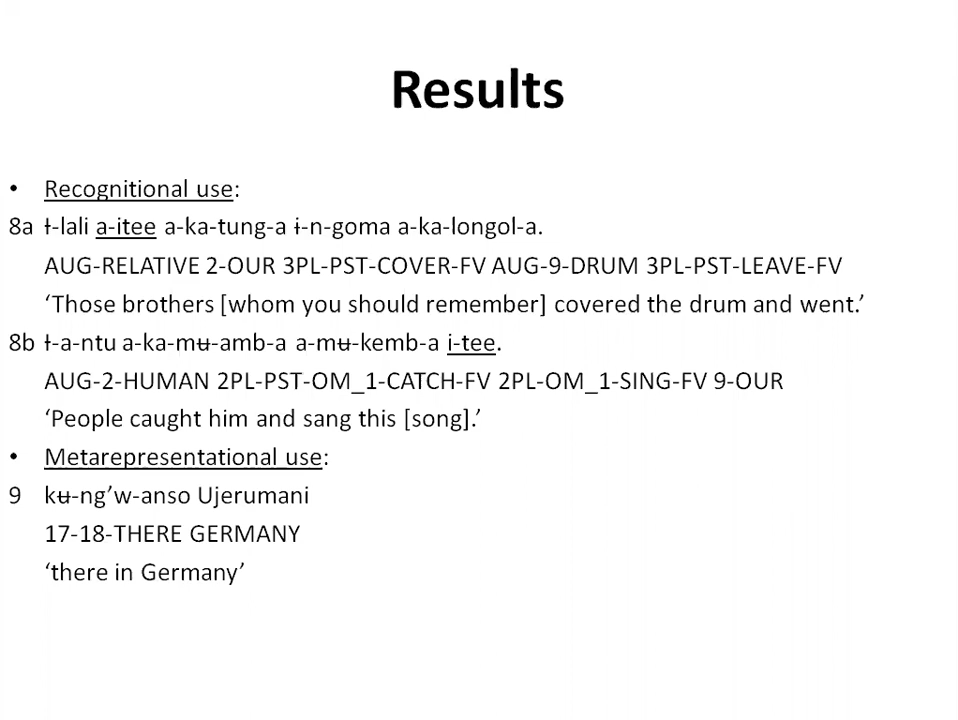 Results
• Recognitional use:
8a Ɨ-lali a-itee a-ka-tung-a ɨ-n-goma a-ka-longol-a.
AUG-RELATIVE 2-OUR 3PL-PST-COVER-FV AUG-9-DRUM 3PL-PST-LEAVE-FV
‘Those brothers [whom you should remember] covered the drum and went.’
8b Ɨ-a-ntu a-ka-mʉ-amb-a a-mʉ-kemb-a i-tee.
AUG-2-HUMAN 2PL-PST-OM_1-CATCH-FV 2PL-OM_1-SING-FV 9-OUR
‘People caught him and sang this [song].’
• Metarepresentational use:
9 kʉ-ng’w-anso Ujerumani
17-18-THERE GERMANY
‘there in Germany’